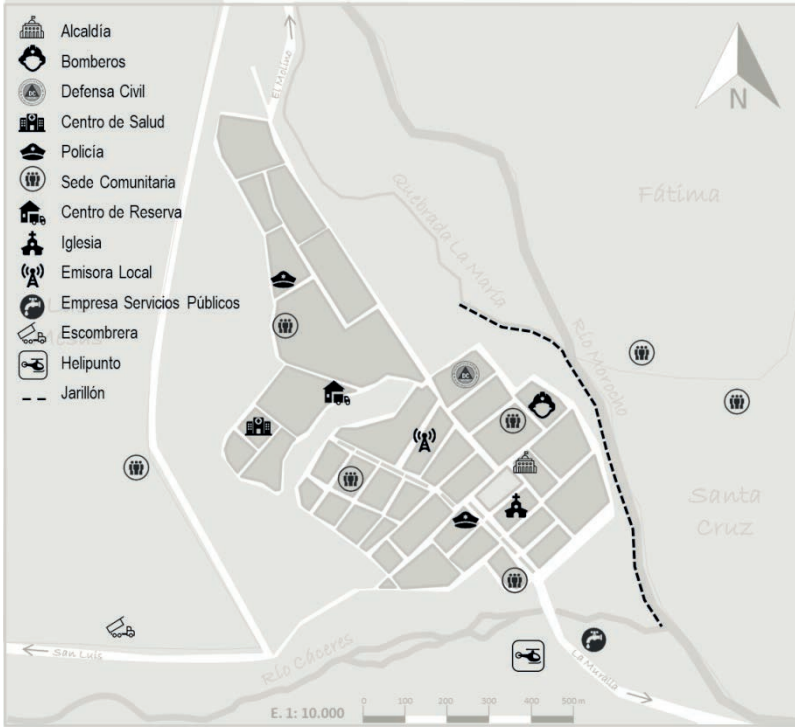 Alcaldía
Bomberos
Defensa Civil
Centro de Salud
Policía
Sede Comunitaria
Centro de Reserva
Iglesia
Emisora Local
Empresa Servicios Públicos
Escombrera
Helipunto
Jarillón
El Molino
N
Fátima
Quebrada La María
Río Morocho
Santa
Cruz
San Luis
Río Cáceres
La Muralla
E. 1: 10.000
0 100 200 300 400 500m